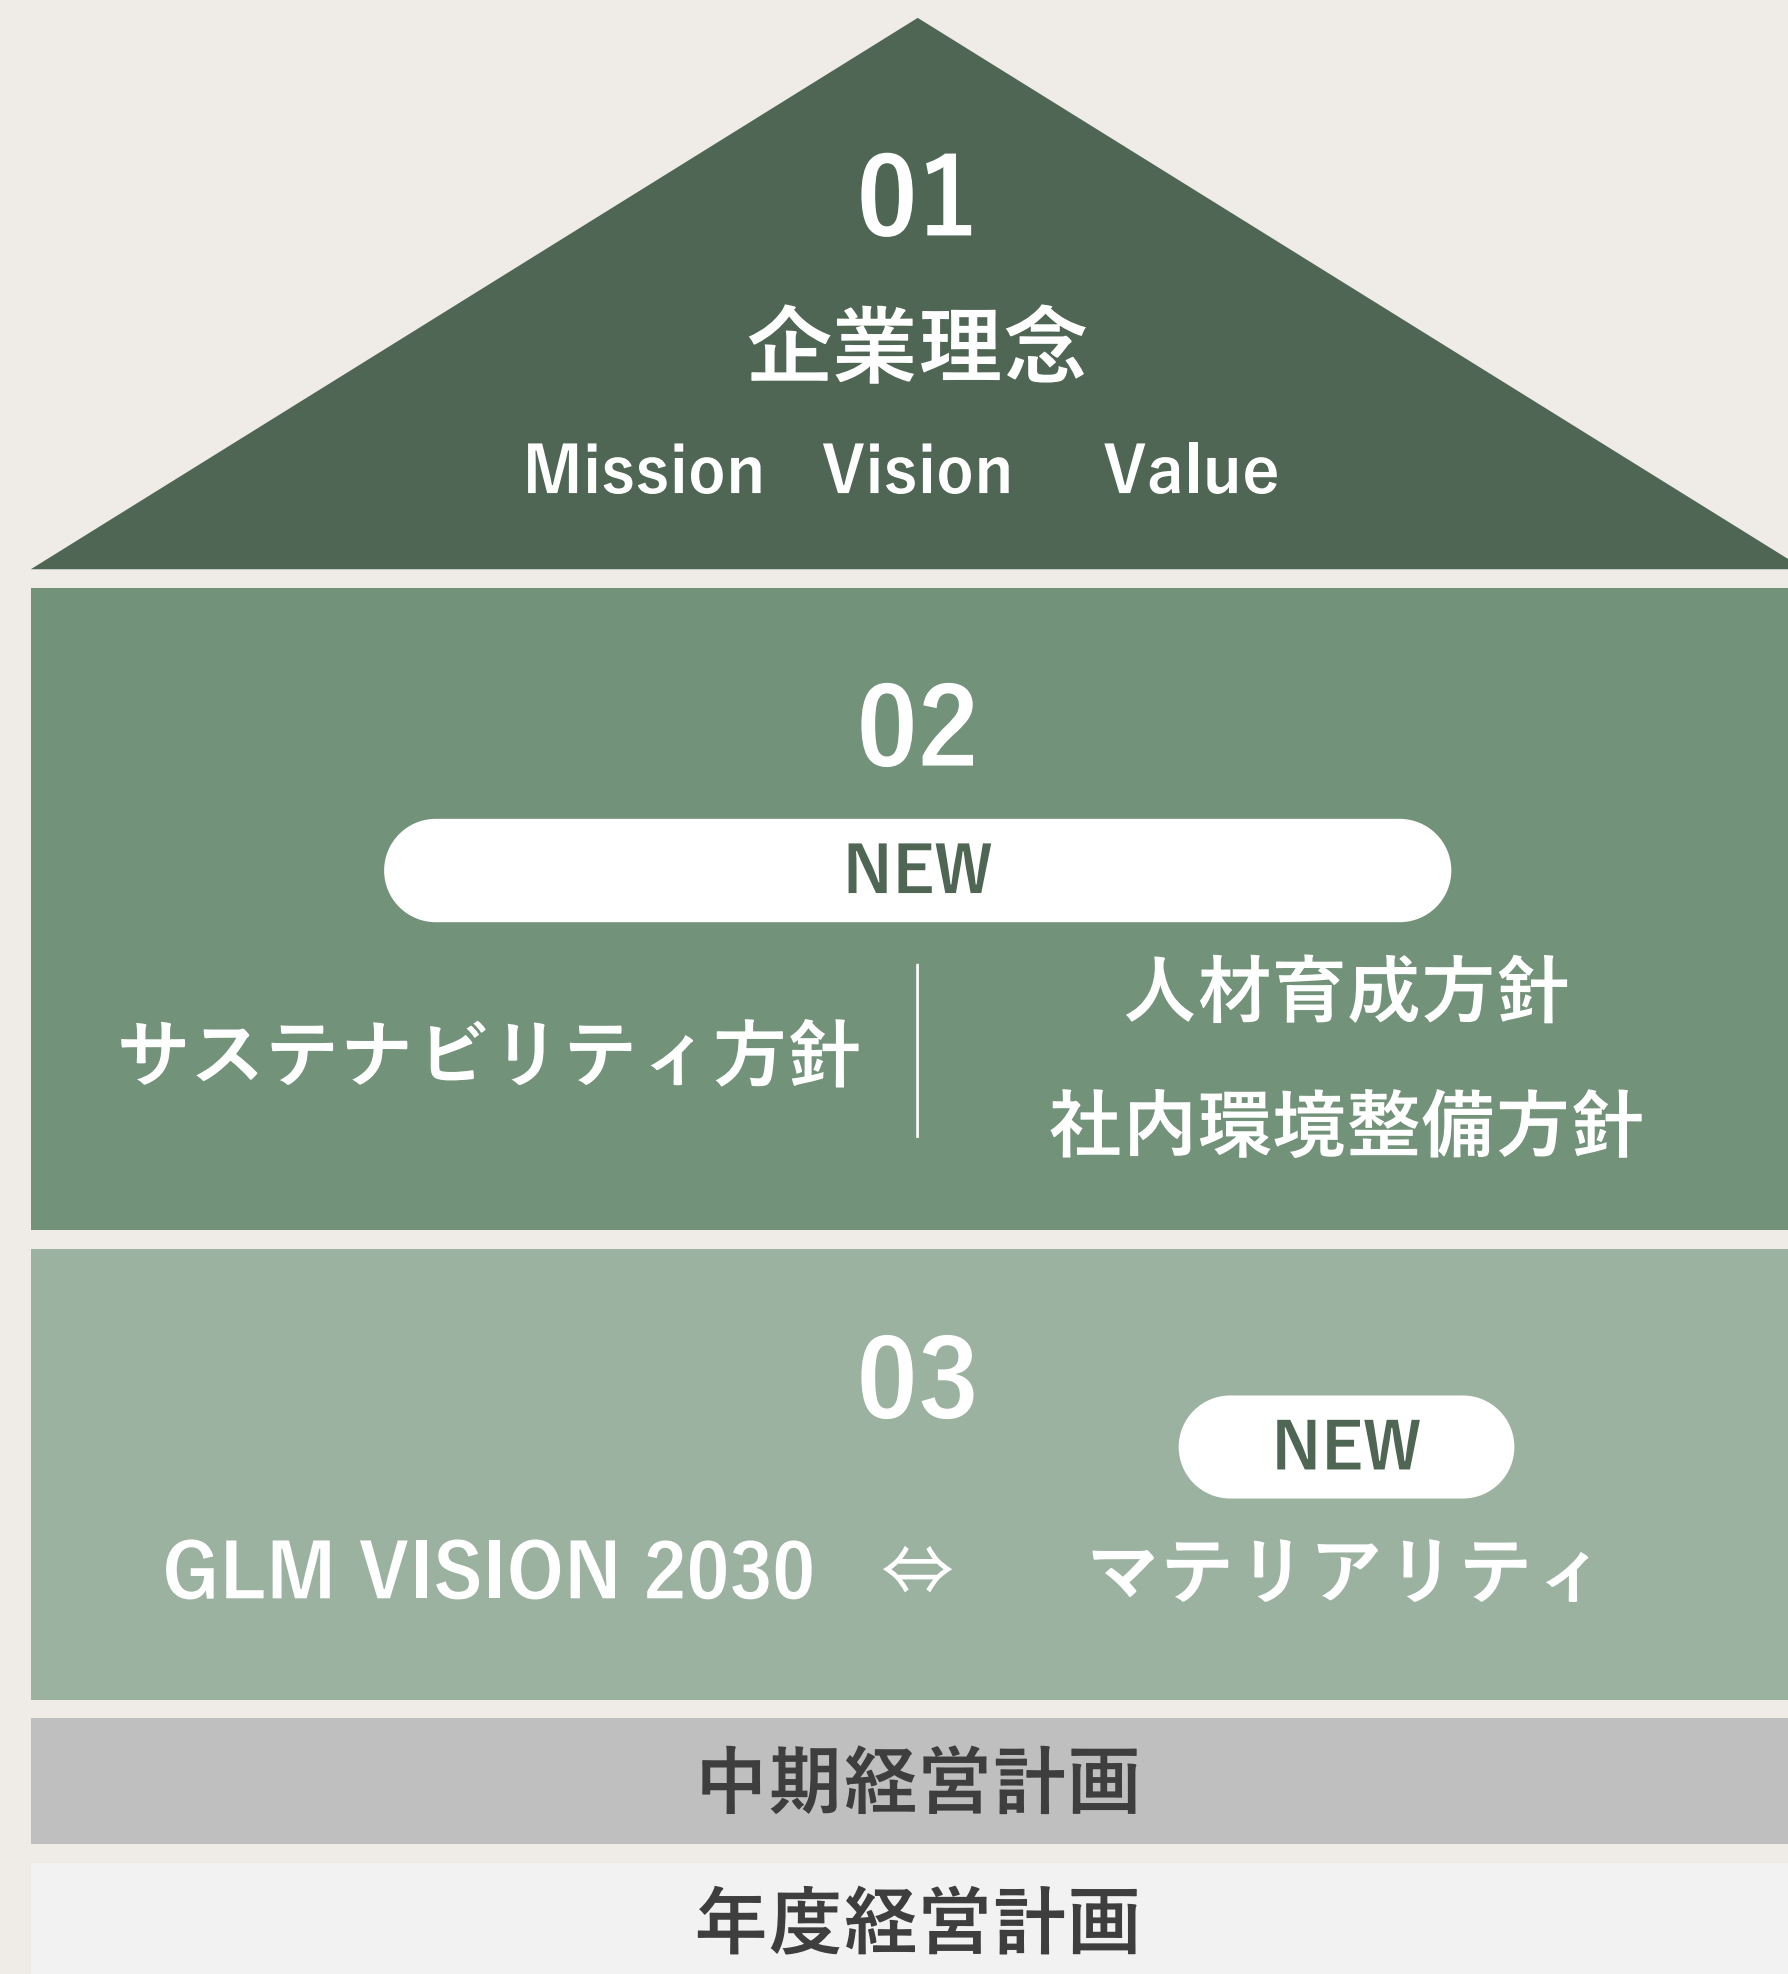 01
企業理念
Mission Vision Value
02
NEW
サステナビリティ方針
人材育成方針
社内環境整備方針
03
NEW
GLM VISION 2030 ⇔ マテリアリティ
中期経営計画
年度経営計画